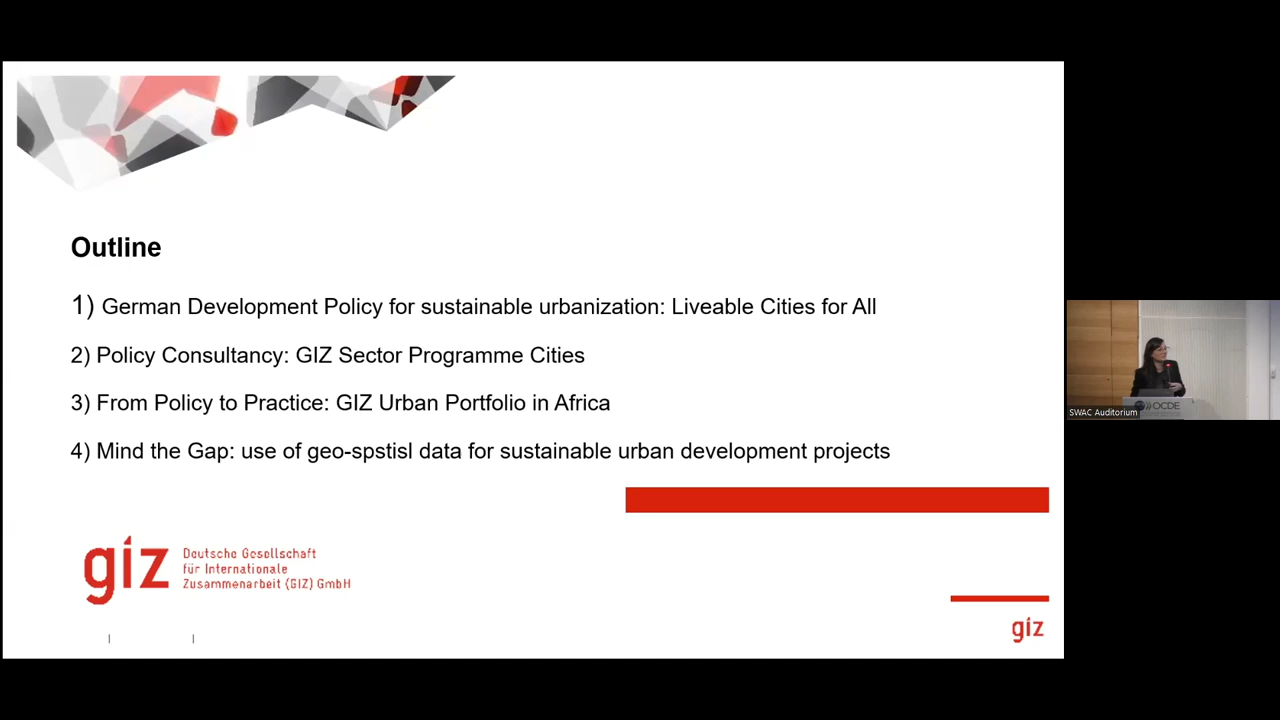 Outline
1) German Development Policy for sustainable urbanization: Liveable Cities for All
2) Policy Consultancy: GIZ Sector Programme Cities
3) From Policy to Practice: GIZ Urban Portfolio in Africa
4) Mind the Gap: use of geo-spstisl data for sustainable urban development projects
giz
Deutsche Gesellschaft
für Internationale
Zusammenarbeit (GIZ) GmbH
giz
OCDE
SWAC Auditorium